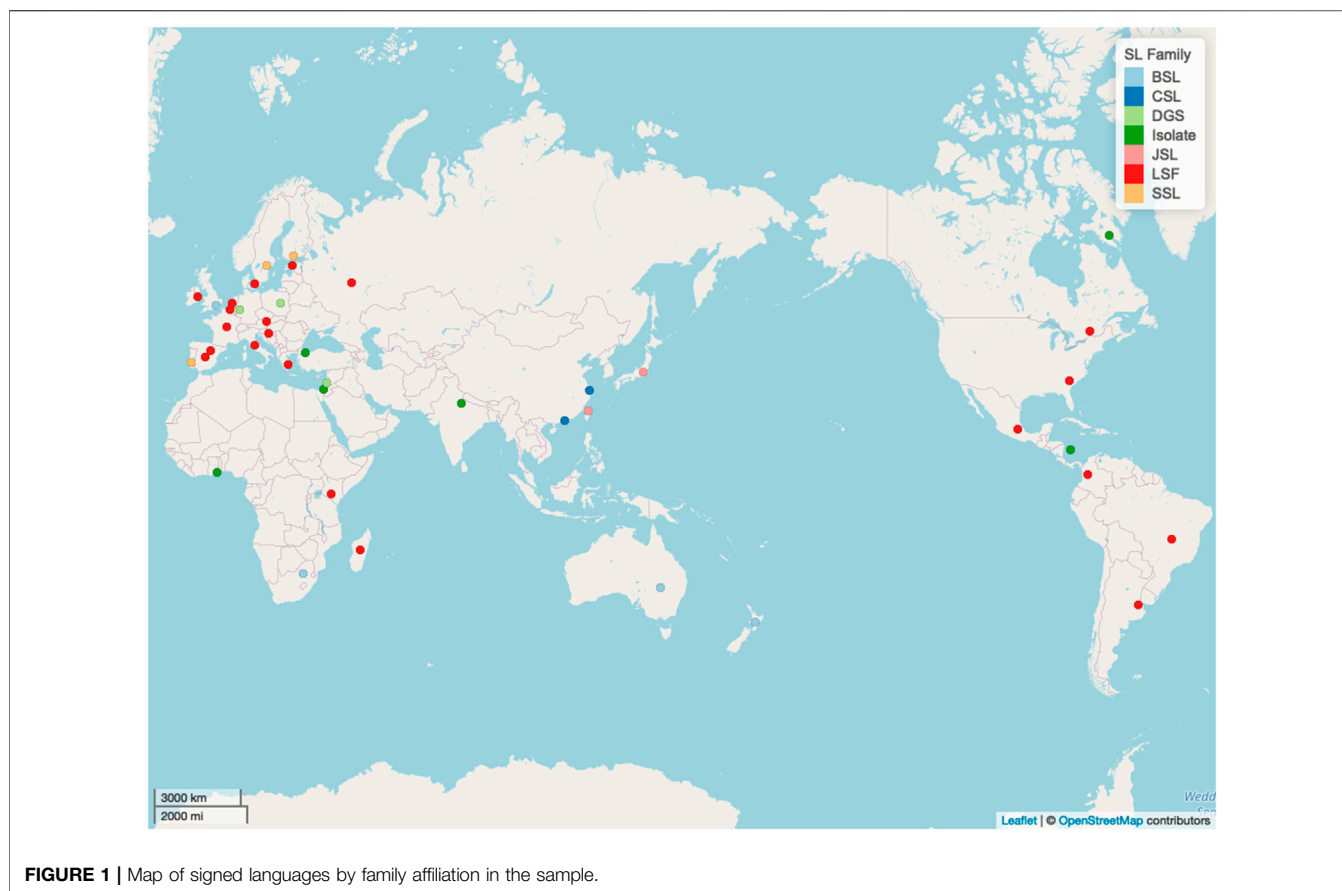 SL Family
BSL
CSL
DGS
Isolate
JSL
LSF
SSL
3000 km
2000 mi
Wedd
Leaflet | © OpenStreetMap contributors
FIGURE 1 | Map of signed languages by family affiliation in the sample.